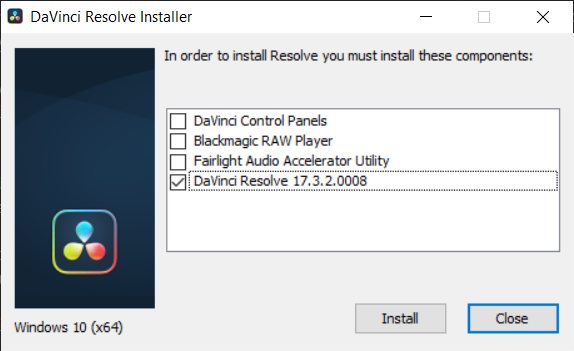 DaVinci Resolve Installer
In order to install Resolve you must install these components:
DaVinci Control Panels
Blackmagic RAW Player
Fairlight Audio Accelerator Utility
DaVinci Resolve 17.3.2.0008
Windows 10 (x64)
Install
Close